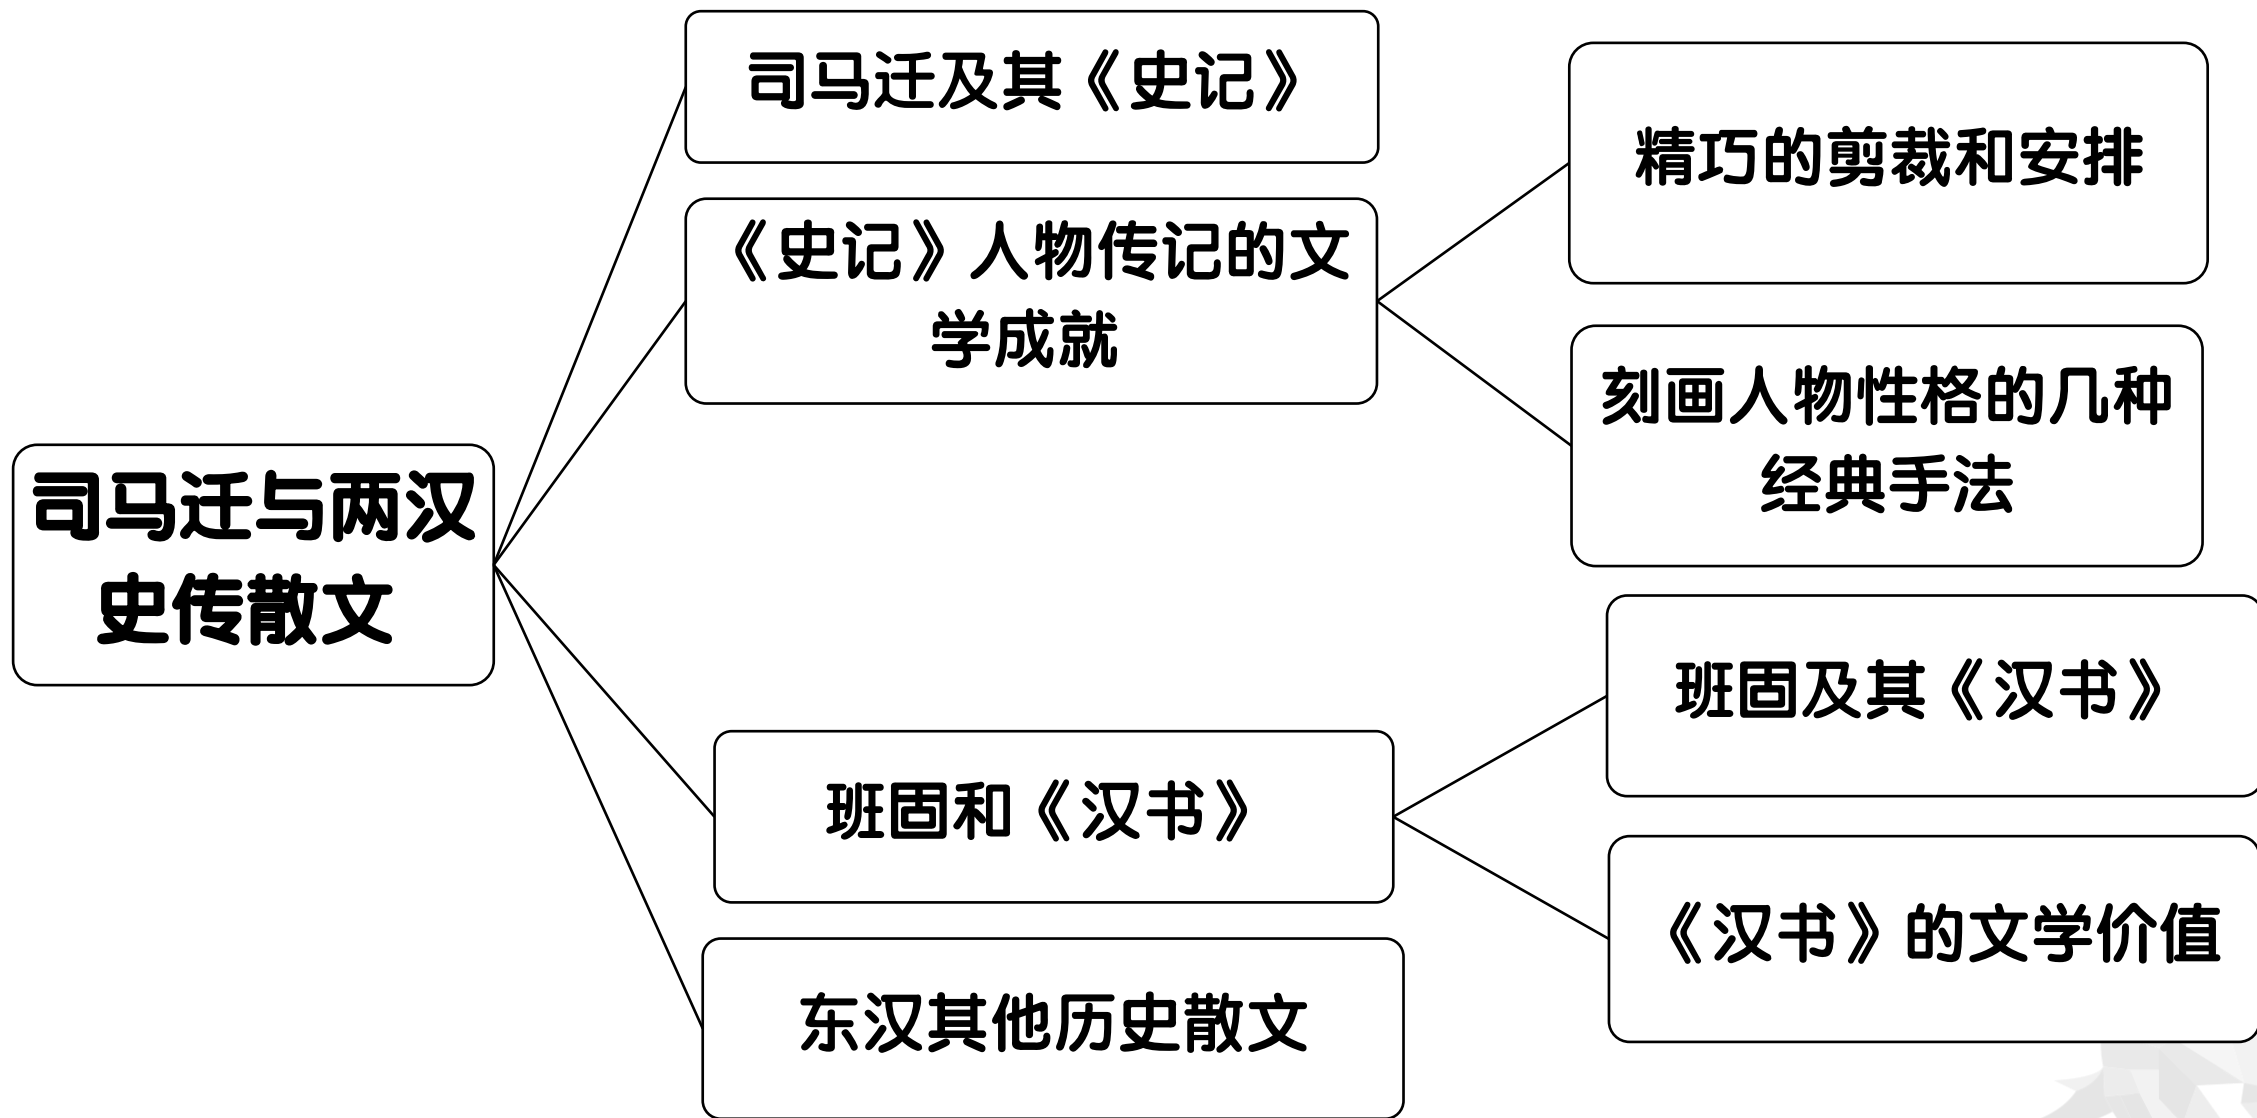 司马迁与两汉
史传散文
司马迁及其《史记》
《史记》人物传记的文
学成就
精巧的剪裁和安排
刻画人物性格的几种
经典手法
班固和《汉书》
班固及其《汉书》
《汉书》的文学价值
东汉其他历史散文